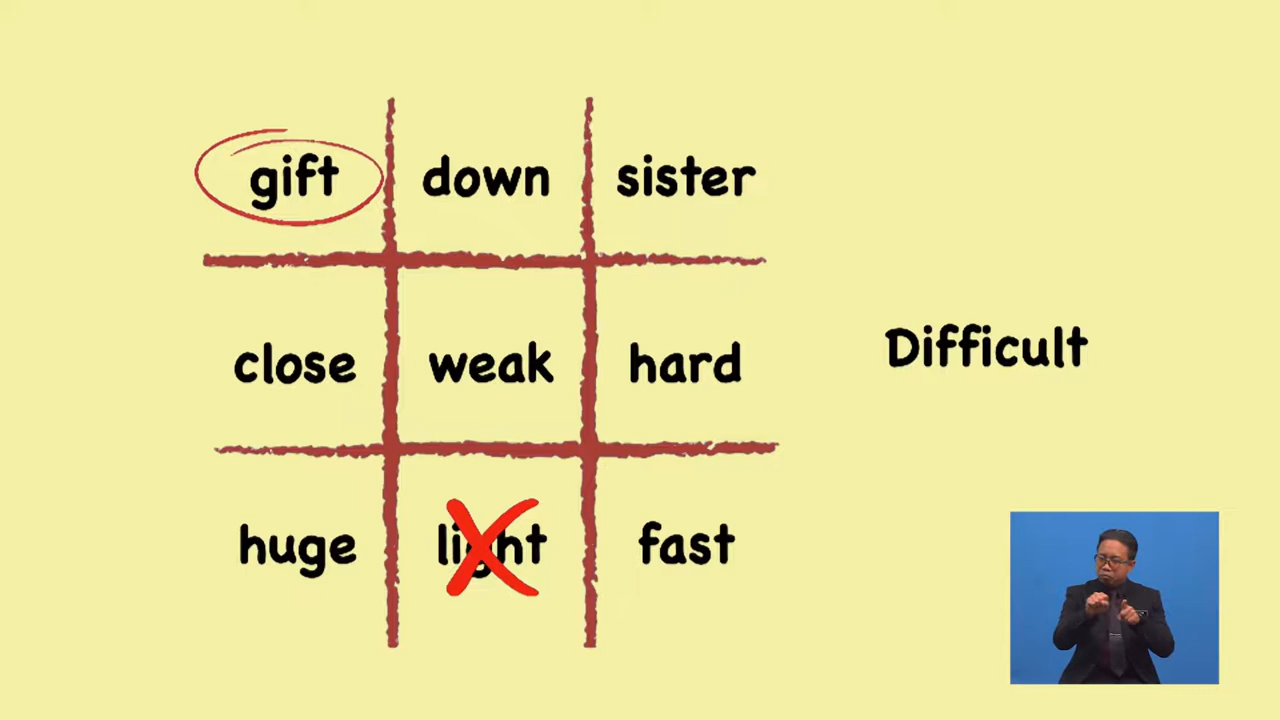 gift down sister
close weak hard
Difficult
huge light fast